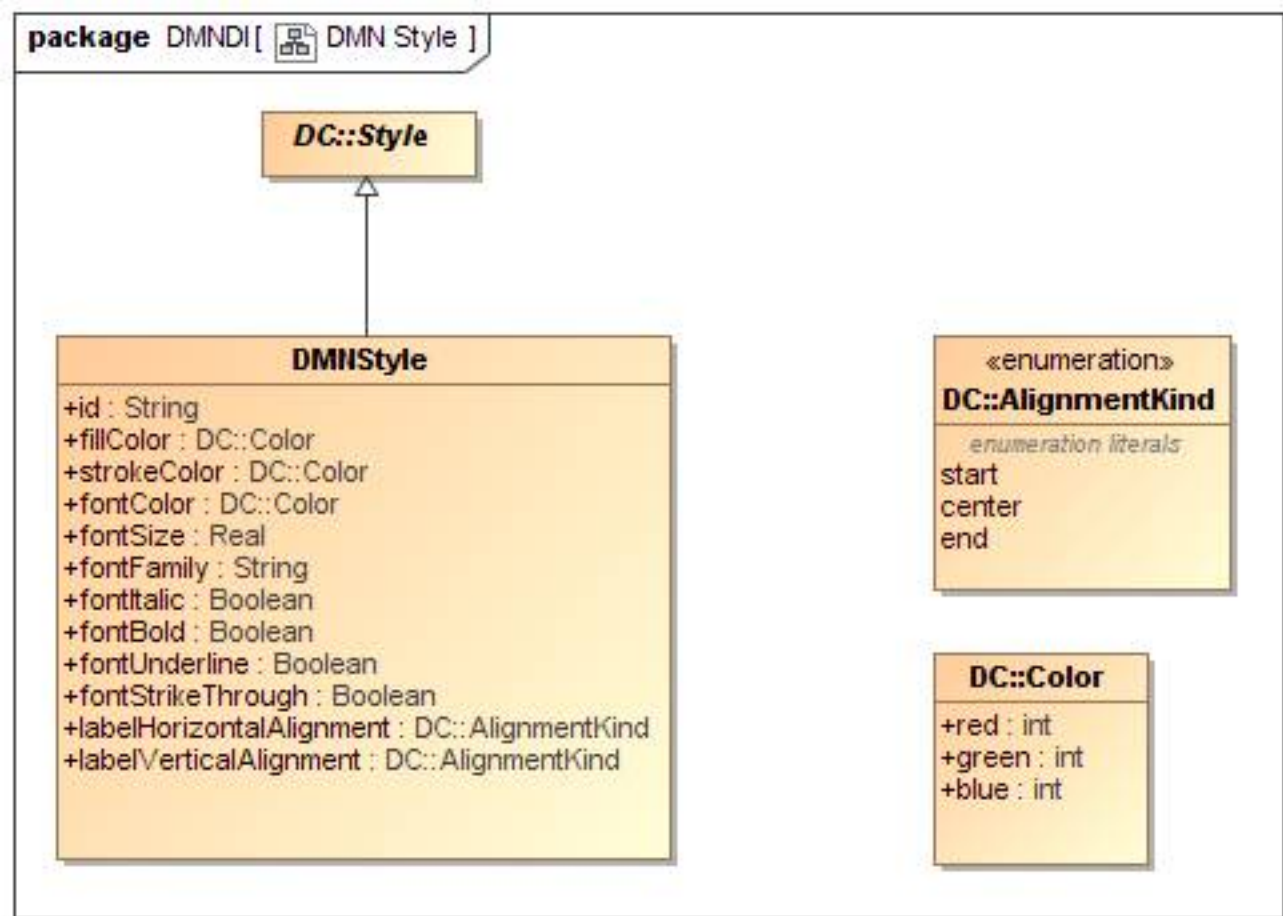 package DMNDI[ DMN Style ]
DC::Style
DMNStyle
+id : String
+fillColor : DC::Color
+strokeColor : DC::Color
+fontColor : DC::Color
+fontSize : Real
+fontFamily : String
+fontItalic : Boolean
+fontBold : Boolean
+fontUnderline : Boolean
+fontStrikeThrough : Boolean
+labelHorizontalAlignment : DC::AlignmentKind
+labelVerticalAlignment : DC::AlignmentKind
«enumeration»
DC::AlignmentKind
enumeration literals
start
center
end
DC::Color
+red : int
+green : int
+blue : int